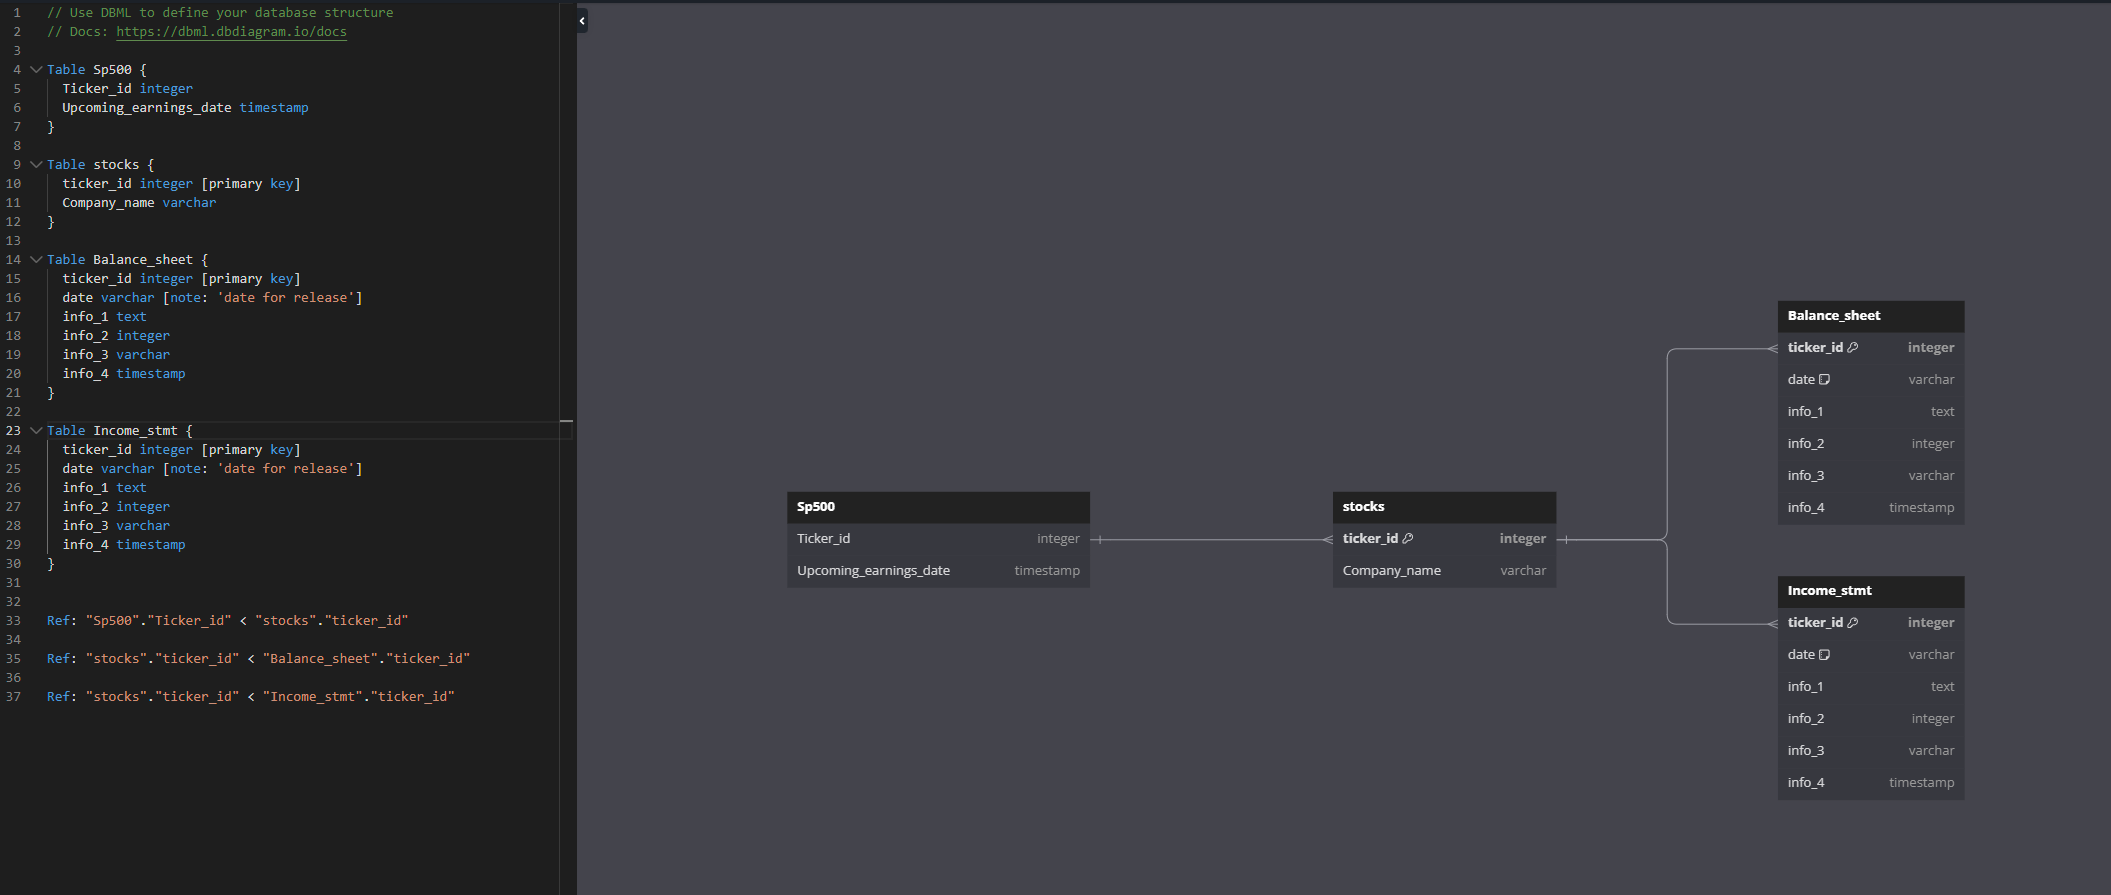 1 // Use DBML to define your database structure
2 // Docs: https://dbml.dbdiagram.io/docs
3
4 Table Sp500 {
5 Ticker_id integer
6 Upcoming_earnings_date timestamp
7 }
8
9 Table stocks {
10 ticker_id integer [primary key]
11 Company_name varchar
12 }
13
14 Table Balance_sheet {
15 ticker_id integer [primary key]
16 date varchar [note: 'date for release']
17 info_1 text
18 info_2 integer
19 info_3 varchar
20 info_4 timestamp
21 }
22
23 Table Income_stmt {
24 ticker_id integer [primary key]
25 date varchar [note: 'date for release']
26 info_1 text
27 info_2 integer
28 info_3 varchar
29 info_4 timestamp
30 }
31
32
33 Ref: "Sp500"."Ticker_id" < "stocks"."ticker_id"
34
35 Ref: "stocks"."ticker_id" < "Balance_sheet"."ticker_id"
36
37 Ref: "stocks"."ticker_id" < "Income_stmt"."ticker_id"
Sp500
Ticker_id integer
Upcoming_earnings_date timestamp
stocks
ticker_id integer
Company_name varchar
Balance_sheet
ticker_id integer
date varchar
info_1 text
info_2 integer
info_3 varchar
info_4 timestamp
Income_stmt
ticker_id integer
date varchar
info_1 text
info_2 integer
info_3 varchar
info_4 timestamp